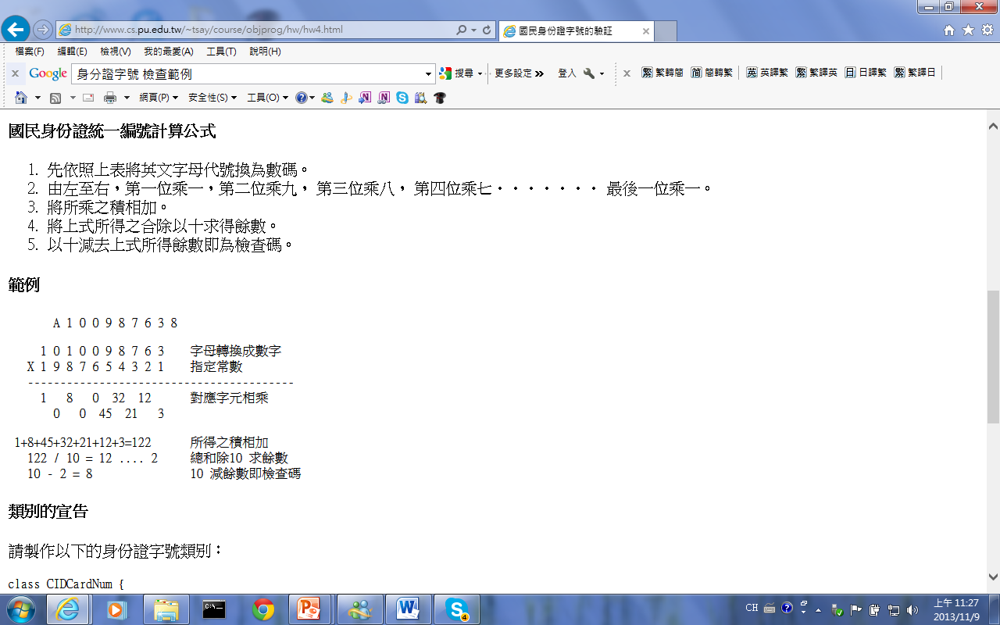 http://www.cs.pu.edu.tw/~tsay/course/objprog/hw/hw4.html
國民身份證字號的驗証
檔案(F) 編輯(E) 檢視(V) 我的最愛(A) 工具(T) 說明(H)
Google 身分證字號 檢查範例 搜尋 更多設定 登入 繁 繁轉簡 簡 簡轉繁 英 英譯繁 繁 繁譯英 日 日譯繁 繁 繁譯日
網頁(P) 安全性(S) 工具(O)
國民身份證統一編號計算公式
1. 先依照上表將英文字母代號換為數碼。
2. 由左至右，第一位乘一，第二位乘九， 第三位乘八， 第四位乘七‧‧‧‧‧‧‧ 最後一位乘一。
3. 將所乘之積相加。
4. 將上式所得之合除以十求得餘數。
5. 以十減去上式所得餘數即為檢查碼。
範例
A 1 0 0 9 8 7 6 3 8
1 0 1 0 0 9 8 7 6 3 字母轉換成數字
X 1 9 8 7 6 5 4 3 2 1 指定常數
-----------------------------------------
1 8 0 32 12 對應字元相乘
0 0 45 21 3
1+8+45+32+21+12+3=122 所得之積相加
122 / 10 = 12 .... 2 總和除10 求餘數
10 - 2 = 8 10 減餘數即檢查碼
類别的宣告
請製作以下的身份證字號類别：
class CIDCardNum {
CH
上午 11:27
2013/11/9